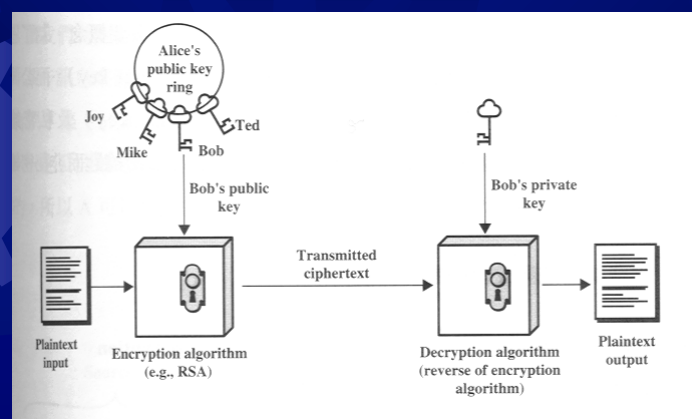 Alice's
public key
ring
Joy
Mike
Bob
Ted
Bob's public
key
Bob's private
key
Transmitted
ciphertext
Plaintext
input
Encryption algorithm
(e.g., RSA)
Decryption algorithm
(reverse of encryption
algorithm)
Plaintext
output